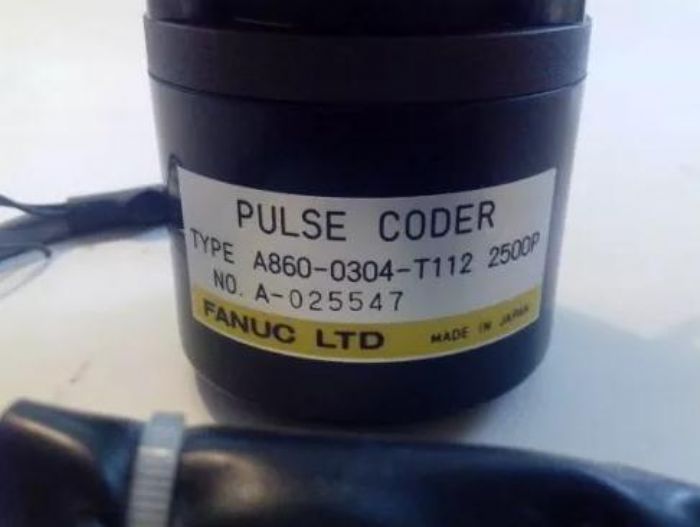 PULSE CODER
TYPE A860-0304-T112 2500P
NO. A-025547
FANUC LTD MADE IN JAPAN